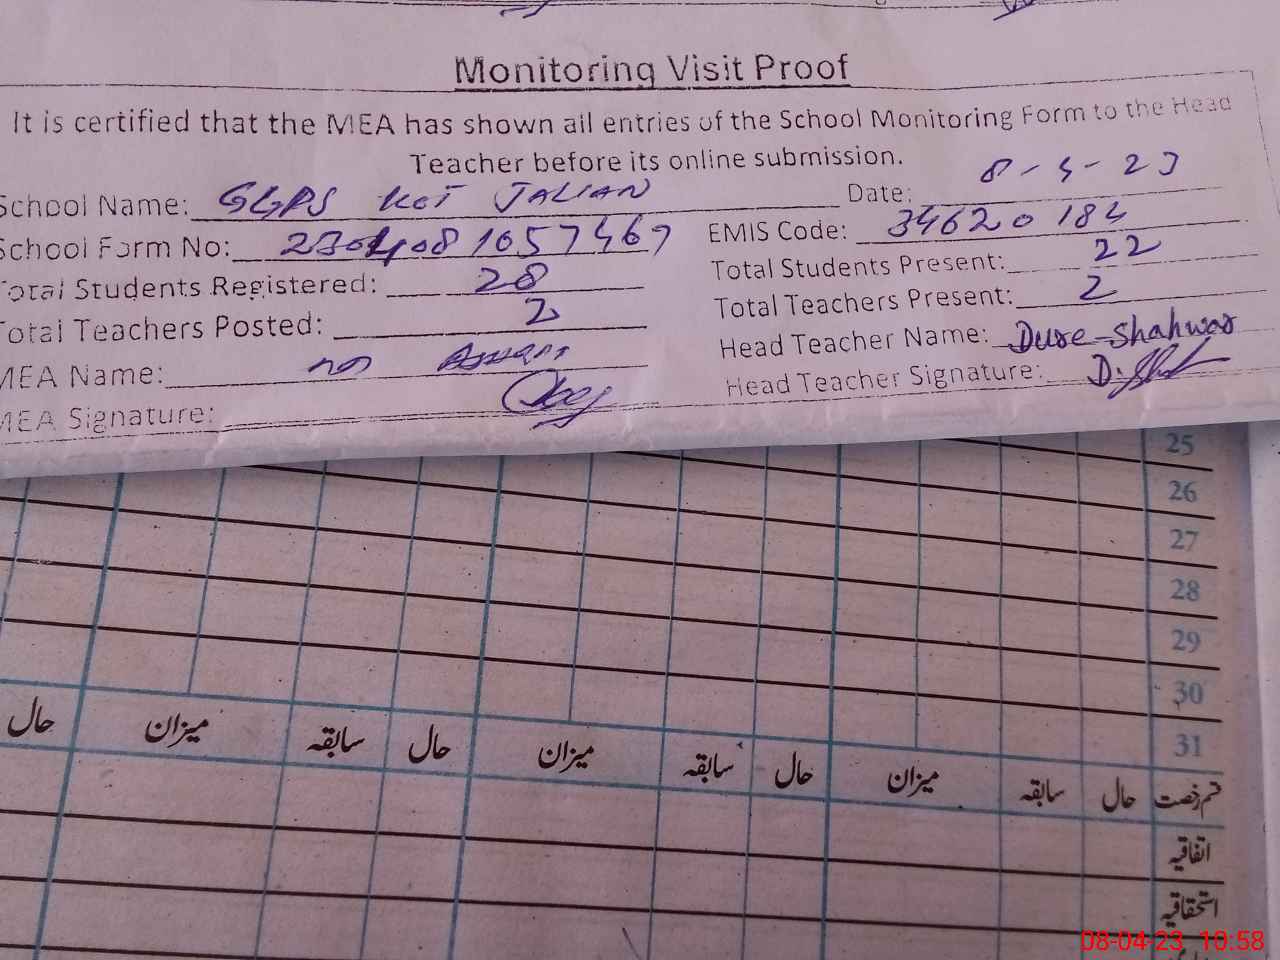 Monitoring Visit Proof
It is certified that the MEA has shown all entries of the School Monitoring Form to the Head
Teacher before its online submission.
School Name: GGPS KOT JALIAN Date: 8-4-23
School Form No: 2304081057467 EMIS Code: 34620184
Total Students Registered: 28 Total Students Present: 22
Total Teachers Posted: 2 Total Teachers Present: 2
MEA Name: Head Teacher Name: Dure-Shahwar
MEA Signature: Head Teacher Signature:
25
26
27
28
29
30
31
قسم رخصت حال سابقہ میزان حال سابقہ میزان حال سابقہ میزان حال
اتفاقیہ
استحقاقیہ
08-04-23 10:58